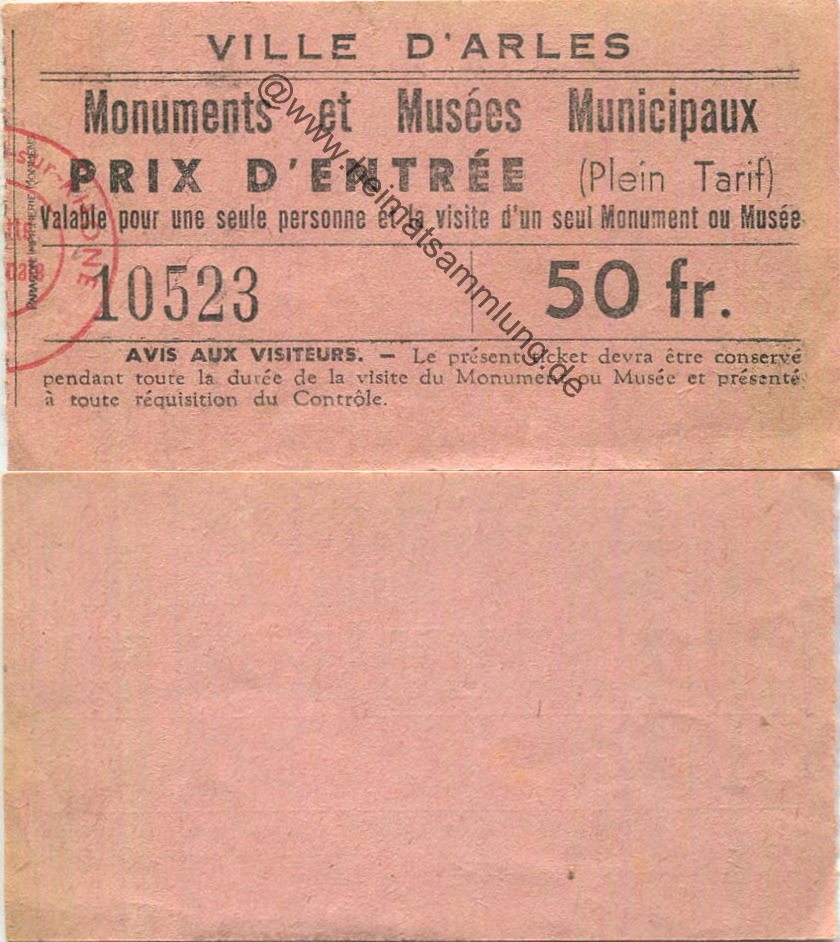 VILLE D'ARLES
Monuments et Musées Municipaux
PRIX D'ENTRÉE (Plein Tarif)
Valable pour une seule personne et la visite d'un seul Monument ou Musée
10523
50 fr.
AVIS AUX VISITEURS. — Le présent ticket devra être conservé
pendant toute la durée de la visite du Monument ou Musée et présenté
à toute réquisition du Contrôle.
sur-RHONE
@www.heimatsammlung.de